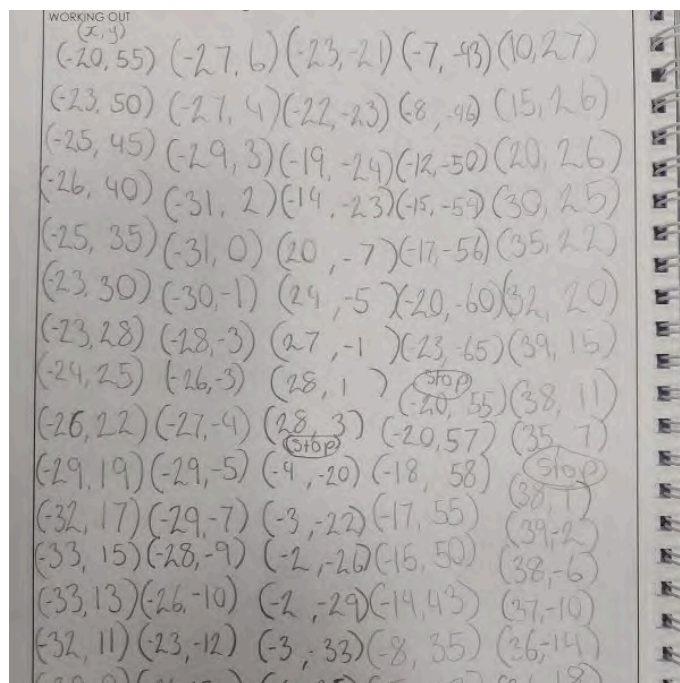 WORKING OUT
(x, y)
(-20, 55) (-27, 6) (-23, -21) (-7, -43) (10, 27)
(-23, 50) (-27, 4) (-22, -23) (-8, -46) (15, 26)
(-25, 45) (-29, 3) (-19, -24) (-12, -50) (20, 26)
(-26, 40) (-31, 2) (-14, -23) (-15, -54) (30, 25)
(-25, 35) (-31, 0) (20, -7) (-17, -56) (35, 22)
(-23, 30) (-30, -1) (24, -5) (-20, -60) (32, 20)
(-23, 28) (-28, -3) (27, -1) (-23, -65) (39, 15)
(-24, 25) (-26, -3) (28, 1) stop
(-20, 55) (38, 11)
(-26, 22) (-27, -4) (28, 3) (-20, 57) (35, 7)
stop stop
(-29, 19) (-29, -5) (-4, -20) (-18, 58) (38, 1)
(-32, 17) (-29, -7) (-3, -22) (-17, 55) (39, -2)
(-33, 15) (-28, -9) (-2, -26) (-15, 50) (38, -6)
(-33, 13) (-26, -10) (-2, -29) (-14, 43) (37, -10)
(-32, 11) (-23, -12) (-3, -33) (-8, 35) (36, -14)